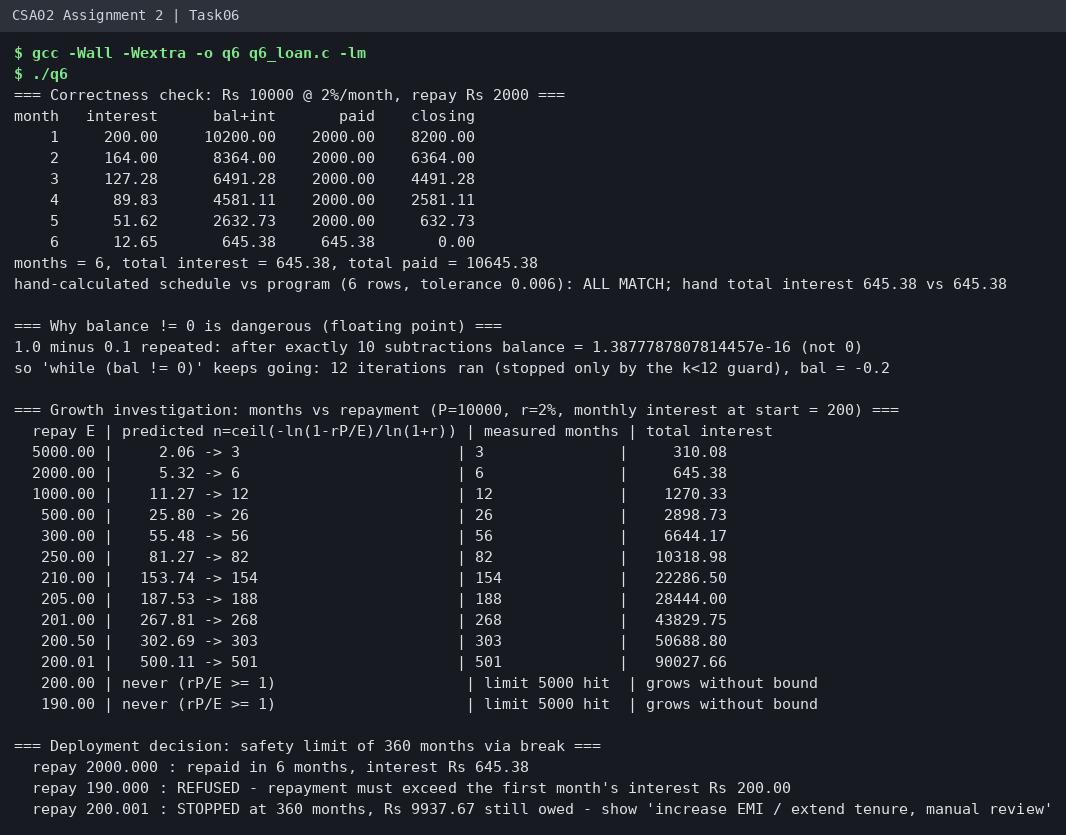 CSAO2 Assignment 2 | Task06
$ gcc -Wall -Wextra -o q6 q6_loan.c -lm
$ ./q6
=== Correctness check: Rs 10000 @ 2%/month, repay Rs 2000 ===
month   interest      bal+int       paid    closing
    1     200.00     10200.00    2000.00    8200.00
    2     164.00      8364.00    2000.00    6364.00
    3     127.28      6491.28    2000.00    4491.28
    4      89.83      4581.11    2000.00    2581.11
    5      51.62      2632.73    2000.00     632.73
    6      12.65       645.38     645.38       0.00
months = 6, total interest = 645.38, total paid = 10645.38
hand-calculated schedule vs program (6 rows, tolerance 0.006): ALL MATCH; hand total interest 645.38 vs 645.38

=== Why balance != 0 is dangerous (floating point) ===
1.0 minus 0.1 repeated: after exactly 10 subtractions balance = 1.3877787807814457e-16 (not 0)
so 'while (bal != 0)' keeps going: 12 iterations ran (stopped only by the k<12 guard), bal = -0.2

=== Growth investigation: months vs repayment (P=10000, r=2%, monthly interest at start = 200) ===
  repay E | predicted n=ceil(-ln(1-rP/E)/ln(1+r)) | measured months | total interest
  5000.00 |     2.06 -> 3                        | 3               |     310.08
  2000.00 |     5.32 -> 6                        | 6               |     645.38
  1000.00 |    11.27 -> 12                       | 12              |    1270.33
   500.00 |    25.80 -> 26                       | 26              |    2898.73
   300.00 |    55.48 -> 56                       | 56              |    6644.17
   250.00 |    81.27 -> 82                       | 82              |   10318.98
   210.00 |   153.74 -> 154                      | 154             |   22286.50
   205.00 |   187.53 -> 188                      | 188             |   28444.00
   201.00 |   267.81 -> 268                      | 268             |   43829.75
   200.50 |   302.69 -> 303                      | 303             |   50688.80
   200.01 |   500.11 -> 501                      | 501             |   90027.66
   200.00 | never (rP/E >= 1)                     | limit 5000 hit  | grows without bound
   190.00 | never (rP/E >= 1)                     | limit 5000 hit  | grows without bound

=== Deployment decision: safety limit of 360 months via break ===
  repay 2000.000 : repaid in 6 months, interest Rs 645.38
  repay 190.000 : REFUSED - repayment must exceed the first month's interest Rs 200.00
  repay 200.001 : STOPPED at 360 months, Rs 9937.67 still owed - show 'increase EMI / extend tenure, manual review'